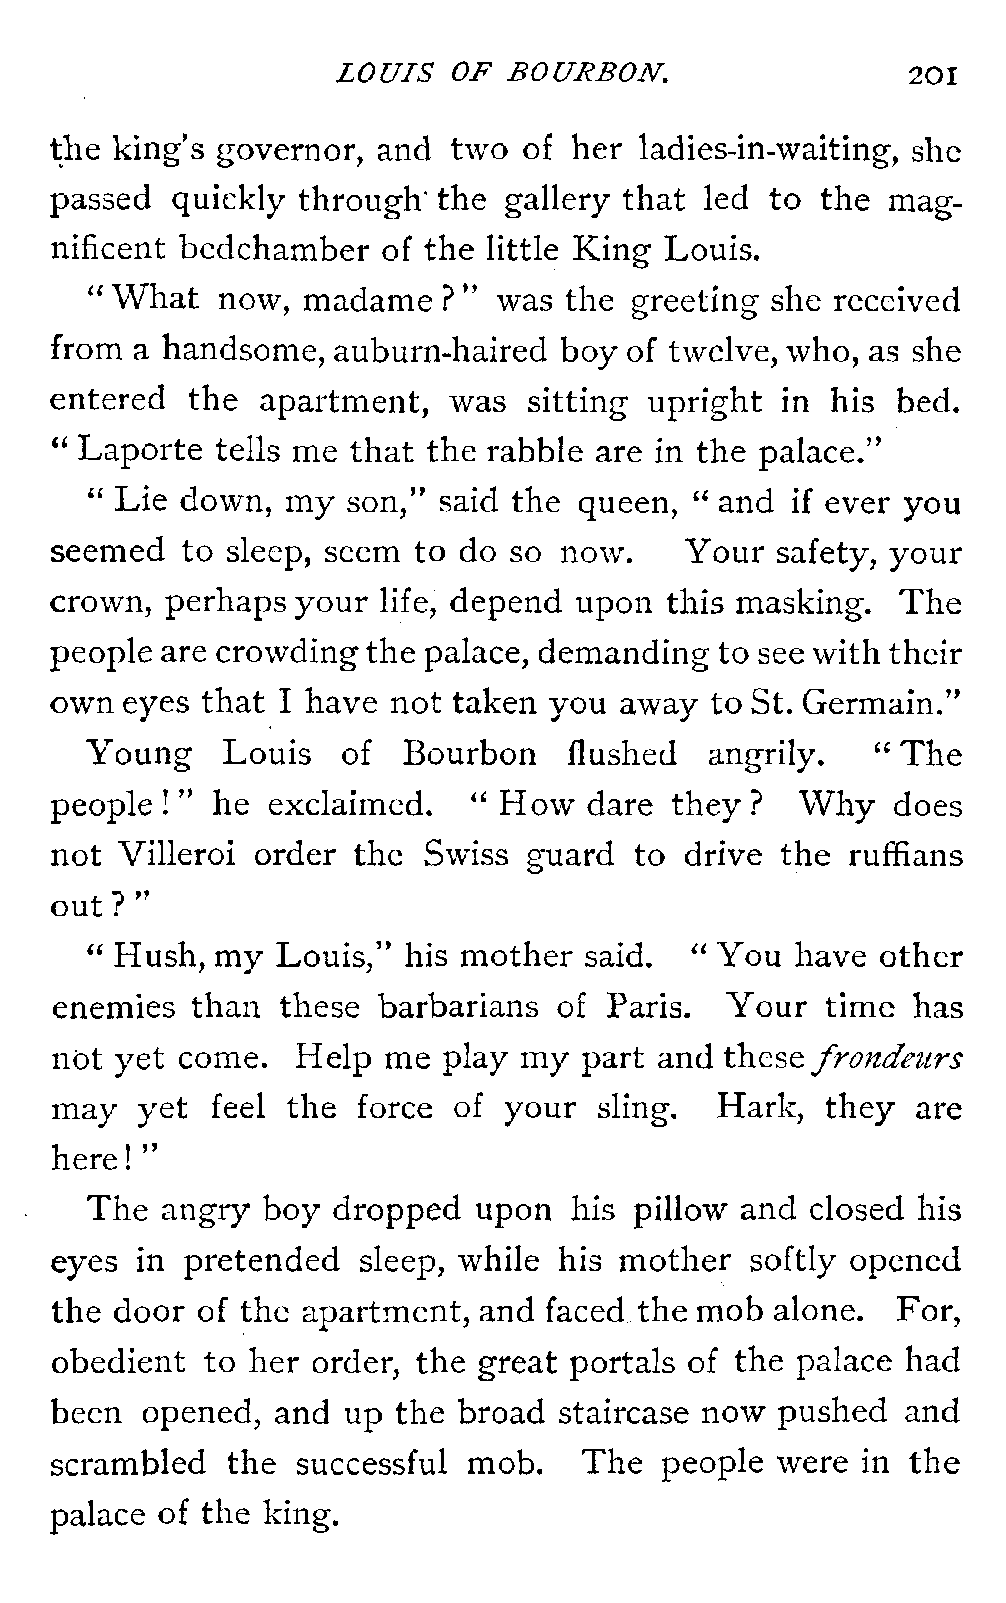 LOUIS OF BOURBON. 201
the king's governor, and two of her ladies-in-waiting, she
passed quickly through the gallery that led to the mag-
nificent bedchamber of the little King Louis.
"What now, madame?" was the greeting she received
from a handsome, auburn-haired boy of twelve, who, as she
entered the apartment, was sitting upright in his bed.
"Laporte tells me that the rabble are in the palace."
"Lie down, my son," said the queen, "and if ever you
seemed to sleep, seem to do so now. Your safety, your
crown, perhaps your life, depend upon this masking. The
people are crowding the palace, demanding to see with their
own eyes that I have not taken you away to St. Germain."
Young Louis of Bourbon flushed angrily. "The
people!" he exclaimed. "How dare they? Why does
not Villeroi order the Swiss guard to drive the ruffians
out?"
"Hush, my Louis," his mother said. "You have other
enemies than these barbarians of Paris. Your time has
not yet come. Help me play my part and these frondeurs
may yet feel the force of your sling. Hark, they are
here!"
The angry boy dropped upon his pillow and closed his
eyes in pretended sleep, while his mother softly opened
the door of the apartment, and faced the mob alone. For,
obedient to her order, the great portals of the palace had
been opened, and up the broad staircase now pushed and
scrambled the successful mob. The people were in the
palace of the king.